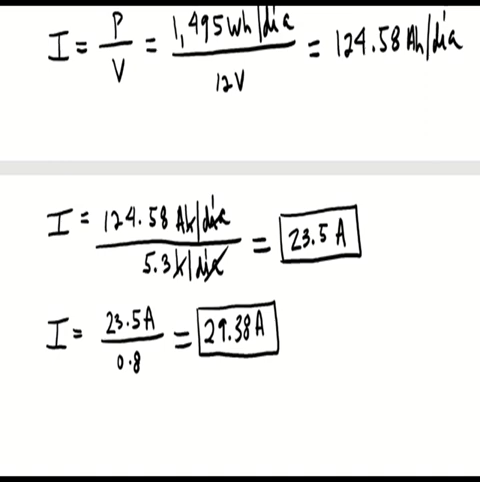 I = P/V = 1,495 Wh/día / 12V = 124.58 Ah/día
I = 124.58 Ah/día / 5.3 h/día = 23.5 A
I = 23.5A / 0.8 = 29.38 A